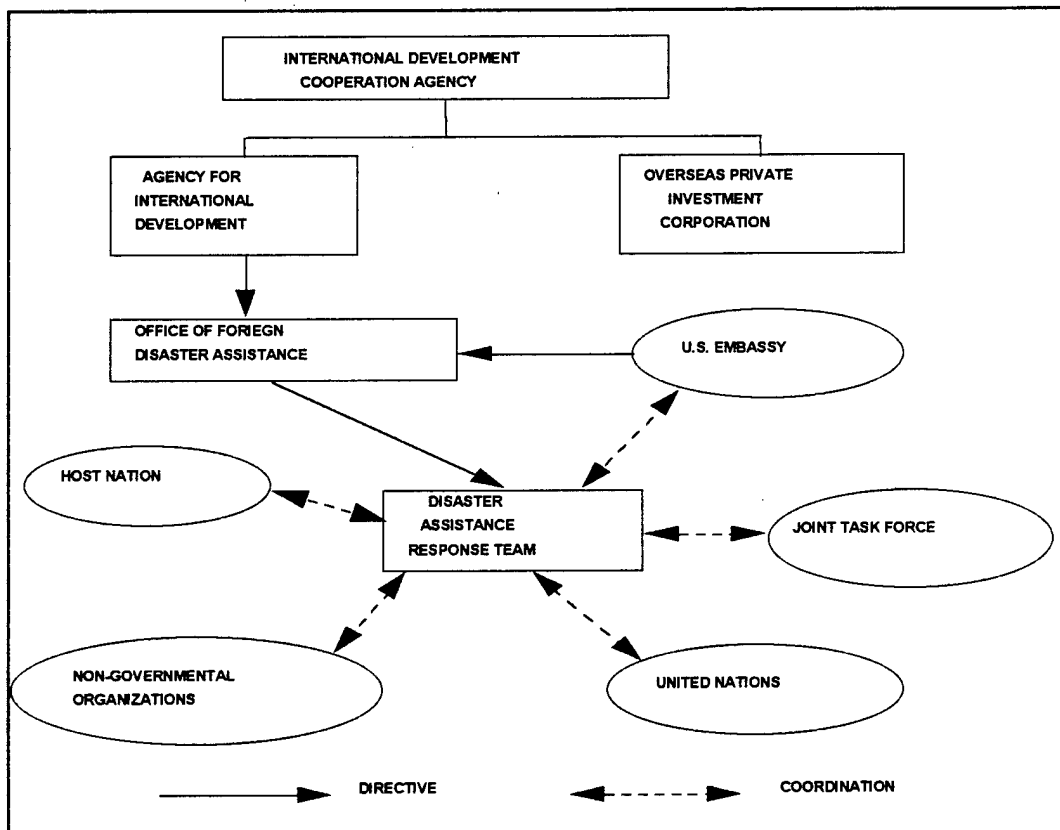 INTERNATIONAL DEVELOPMENT
COOPERATION AGENCY
AGENCY FOR
INTERNATIONAL
DEVELOPMENT
OVERSEAS PRIVATE
INVESTMENT
CORPORATION
OFFICE OF FORIEGN
DISASTER ASSISTANCE
U.S. EMBASSY
HOST NATION
DISASTER
ASSISTANCE
RESPONSE TEAM
JOINT TASK FORCE
NON-GOVERNMENTAL
ORGANIZATIONS
UNITED NATIONS
DIRECTIVE
COORDINATION